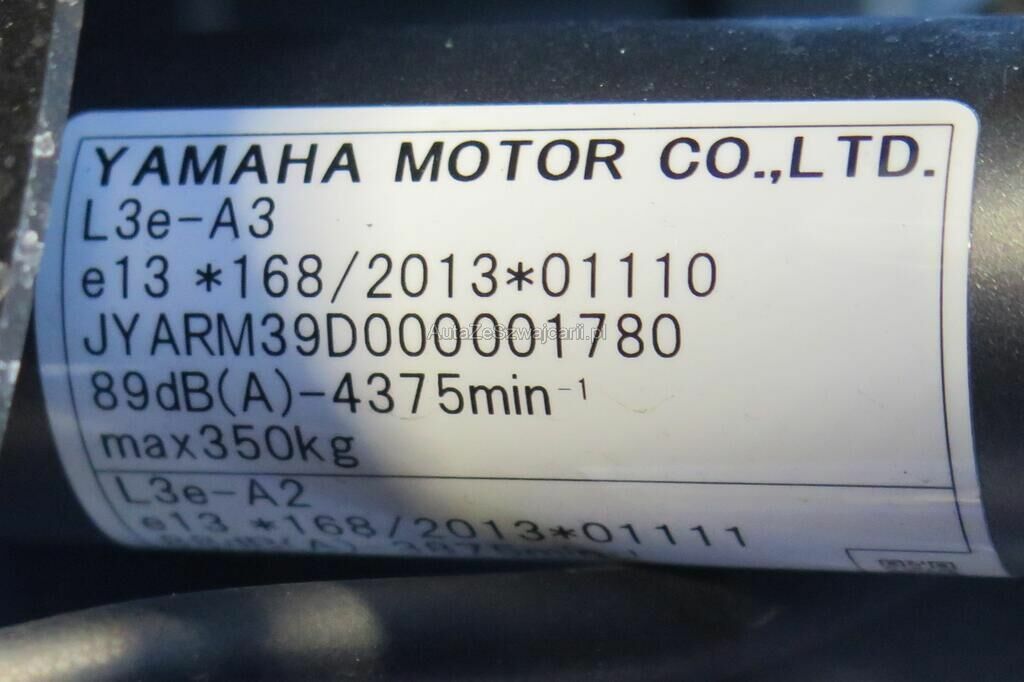 YAMAHA MOTOR CO.,LTD.
L3e-A3
e13 *168/2013*01110
JYARM39D000001780
AutaZeSzwajcarii.pl
89dB(A)-4375min⁻¹
max350kg
L3e-A2
e13 *168/2013*01111